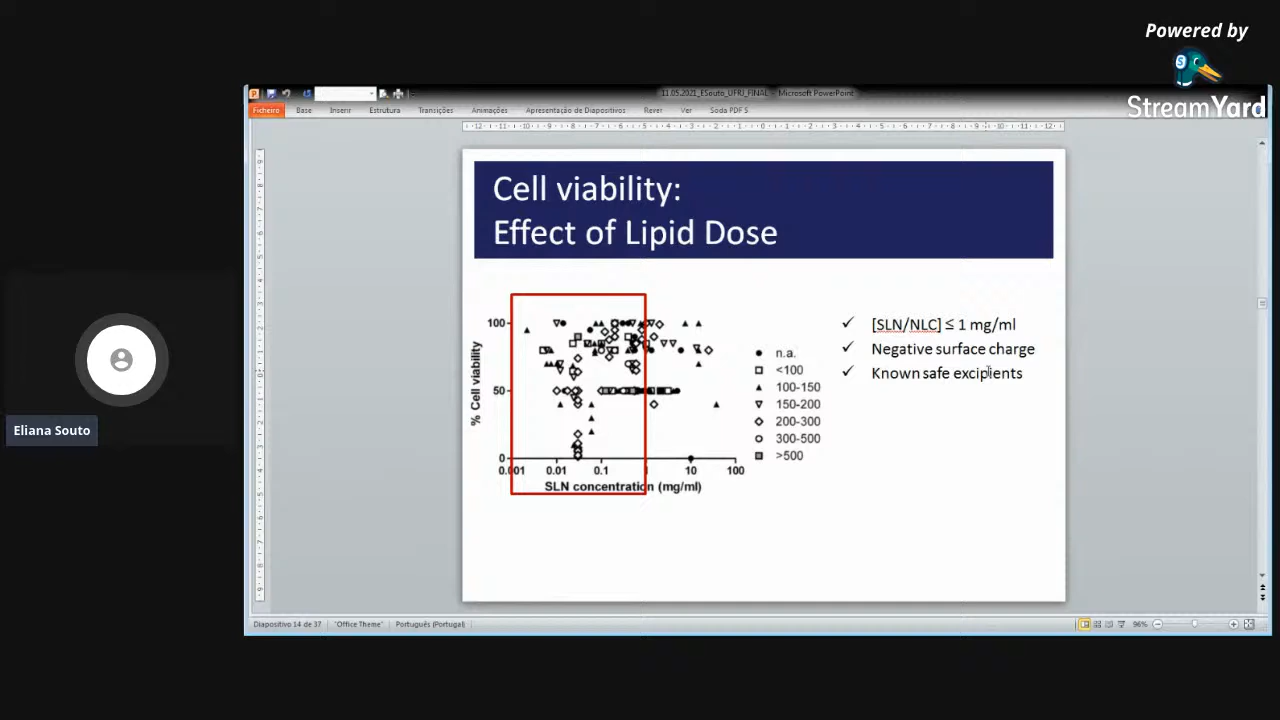 Powered by
StreamYard
11.05.2021_ESouto_UFRJ_FINAL - Microsoft PowerPoint
Ficheiro Base Inserir Estrutura Transições Animações Apresentação de Diapositivos Rever Ver Soda PDF S
Cell viability:
Effect of Lipid Dose
100
50
0
% Cell viability
0.001 0.01 0.1 1 10 100
SLN concentration (mg/ml)
n.a.
<100
100-150
150-200
200-300
300-500
>500
[SLN/NLC] ≤ 1 mg/ml
Negative surface charge
Known safe excipients
Eliana Souto
Diapositivo 14 de 37 "Office Theme" Português (Portugal) 96%